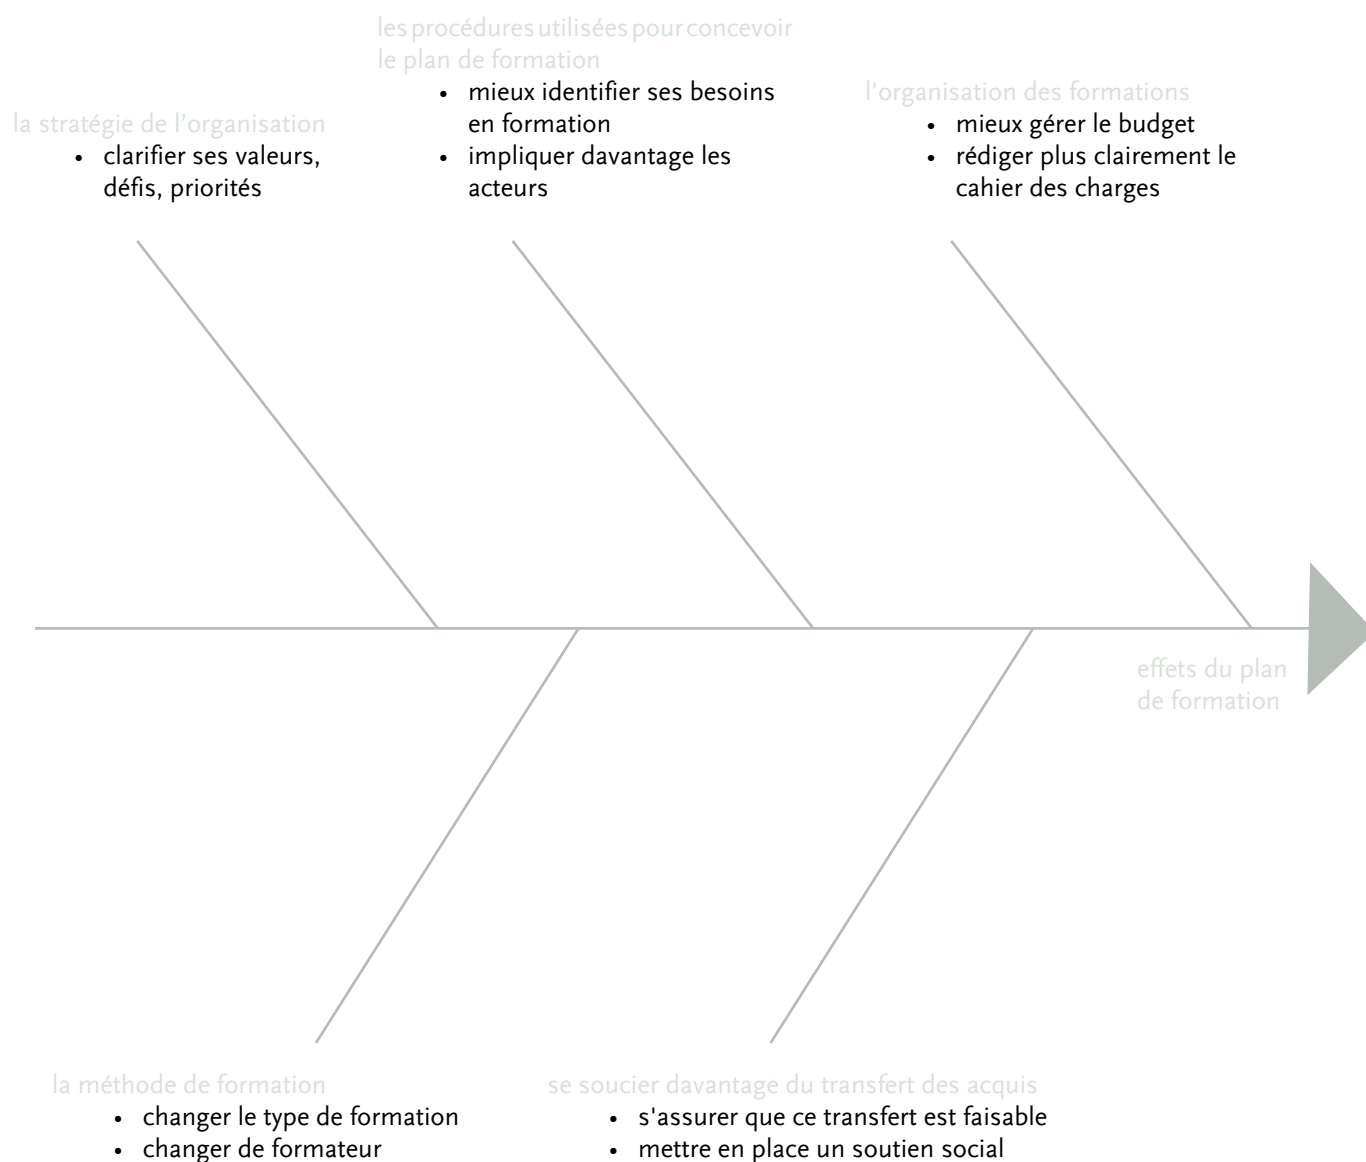 les procédures utilisées pour concevoir
le plan de formation
• mieux identifier ses besoins
en formation
• impliquer davantage les
acteurs
l'organisation des formations
• mieux gérer le budget
• rédiger plus clairement le
cahier des charges
la stratégie de l’organisation
• clarifier ses valeurs,
défis, priorités
effets du plan
de formation
la méthode de formation
• changer le type de formation
• changer de formateur
se soucier davantage du transfert des acquis
• s'assurer que ce transfert est faisable
• mettre en place un soutien social